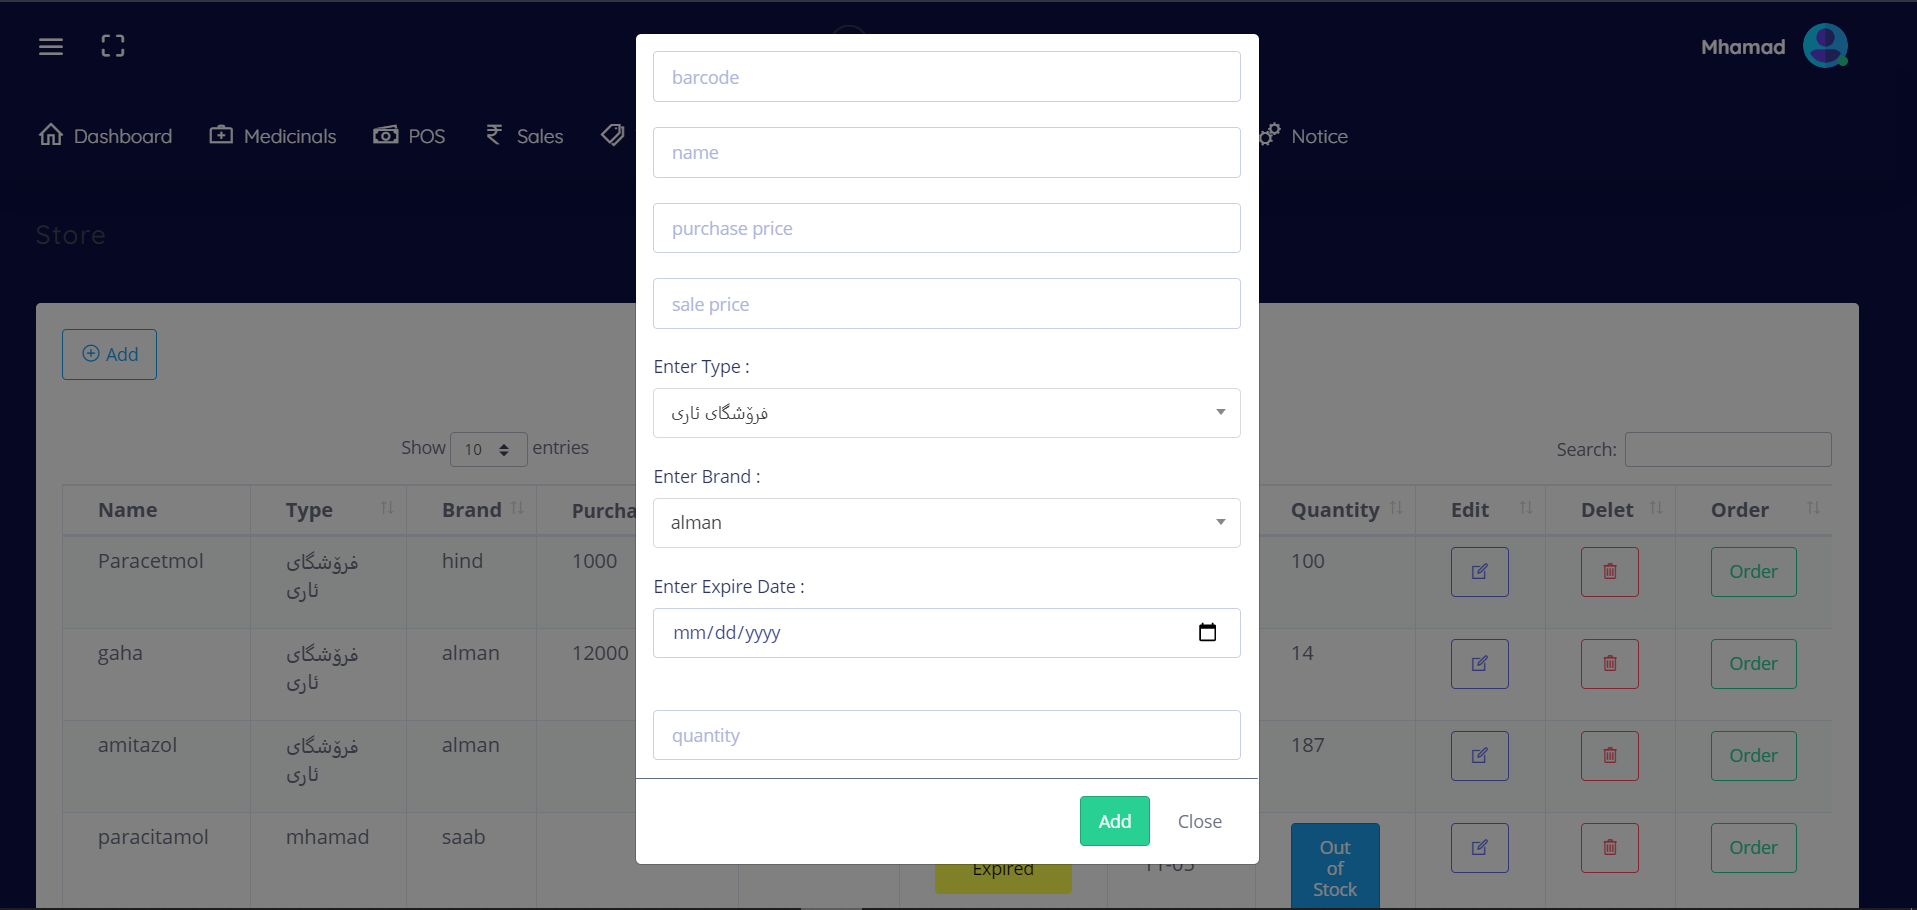 Mhamad
Dashboard
Medicinals
POS
Sales
Notice
Store
Add
Show 10 entries
Search:
Name Type Brand Purcha Quantity Edit Delet Order
Paracetmol فرۆشگای hind 1000 100 Order
ئاری
gaha فرۆشگای alman 12000 14 Order
ئاری
amitazol فرۆشگای alman 187 Order
ئاری
paracitamol mhamad saab Order
Expired
Out
of
Stock
barcode
name
purchase price
sale price
Enter Type :
فرۆشگای ئاری
Enter Brand :
alman
Enter Expire Date :
mm/dd/yyyy
quantity
Add Close